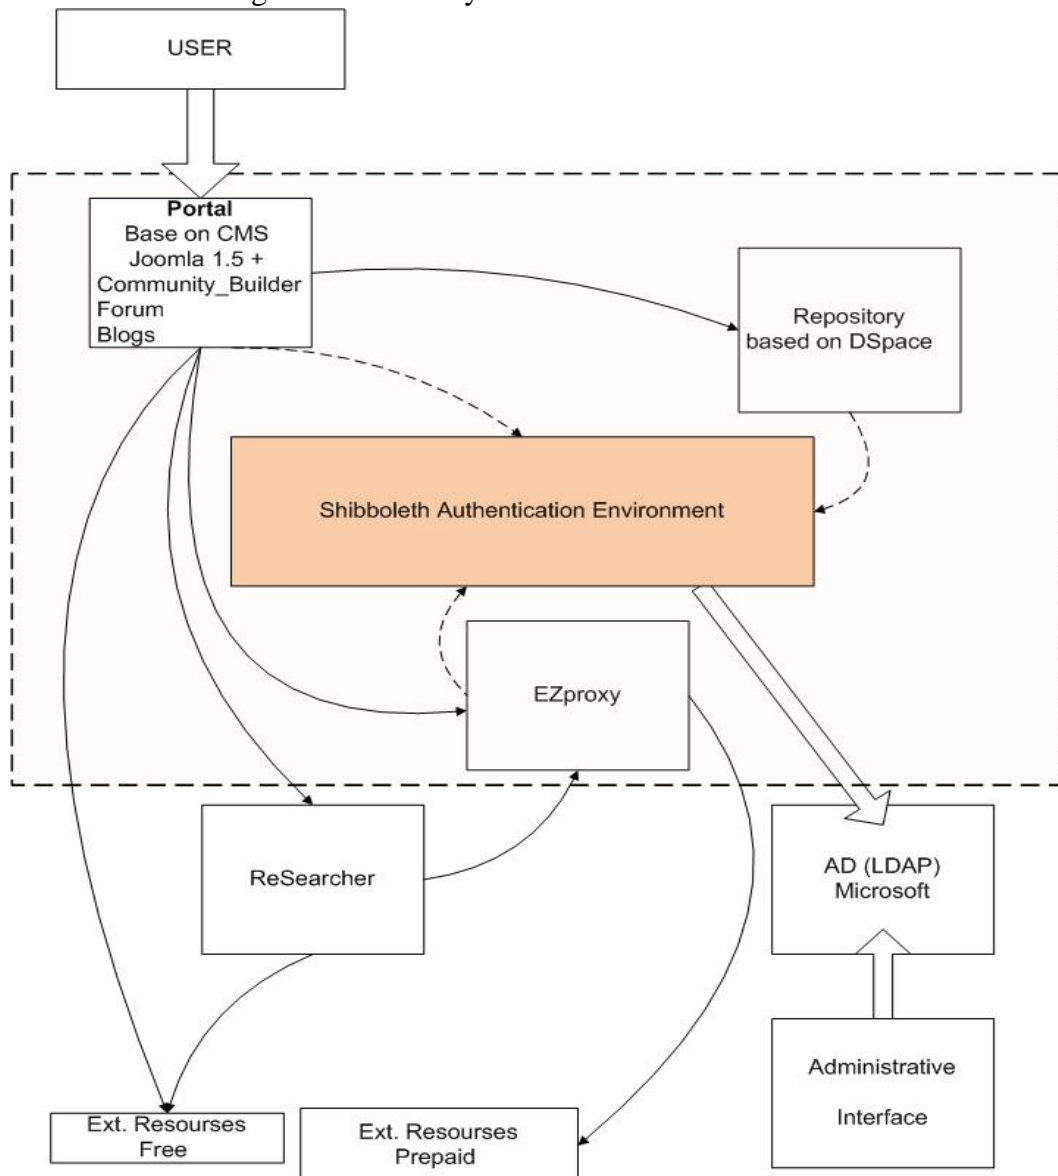 USER
Portal
Base on CMS
Joomla 1.5 +
Community_Builder
Forum
Blogs
Repository
based on DSpace
Shibboleth Authentication Environment
EZproxy
ReSearcher
AD (LDAP)
Microsoft
Administrative
Interface
Ext. Resourses
Free
Ext. Resourses
Prepaid